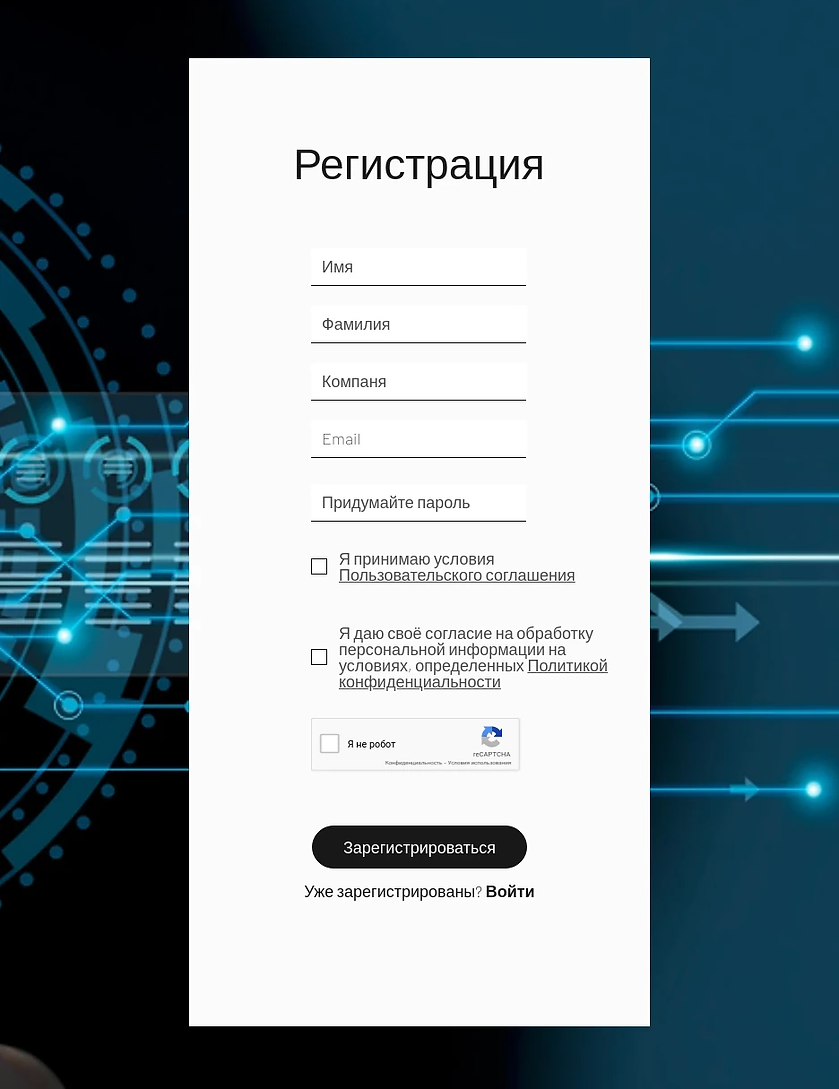 Регистрация
Имя
Фамилия
Компаня
Email
Придумайте пароль
Я принимаю условия
Пользовательского соглашения
Я даю своё согласие на обработку
персональной информации на
условиях, определенных Политикой
конфиденциальности
Я не робот
reCAPTCHA
Конфиденциальность - Условия использования
Зарегистрироваться
Уже зарегистрированы? Войти